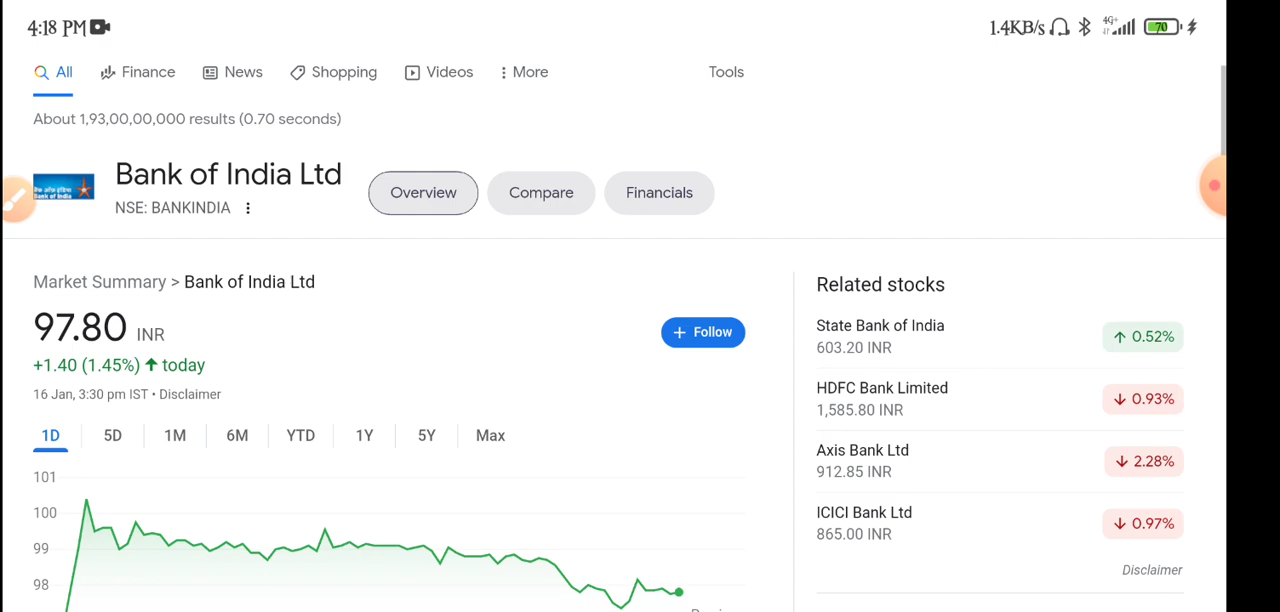 4:18 PM
1.4KB/s 4G+ 70
All Finance News Shopping Videos More Tools
About 1,93,00,00,000 results (0.70 seconds)
Bank of India Ltd
NSE: BANKINDIA
Overview Compare Financials
Market Summary > Bank of India Ltd
97.80 INR
+1.40 (1.45%) today
16 Jan, 3:30 pm IST • Disclaimer
+ Follow
1D 5D 1M 6M YTD 1Y 5Y Max
101
100
99
98
Related stocks
State Bank of India
603.20 INR
0.52%
HDFC Bank Limited
1,585.80 INR
0.93%
Axis Bank Ltd
912.85 INR
2.28%
ICICI Bank Ltd
865.00 INR
0.97%
Disclaimer